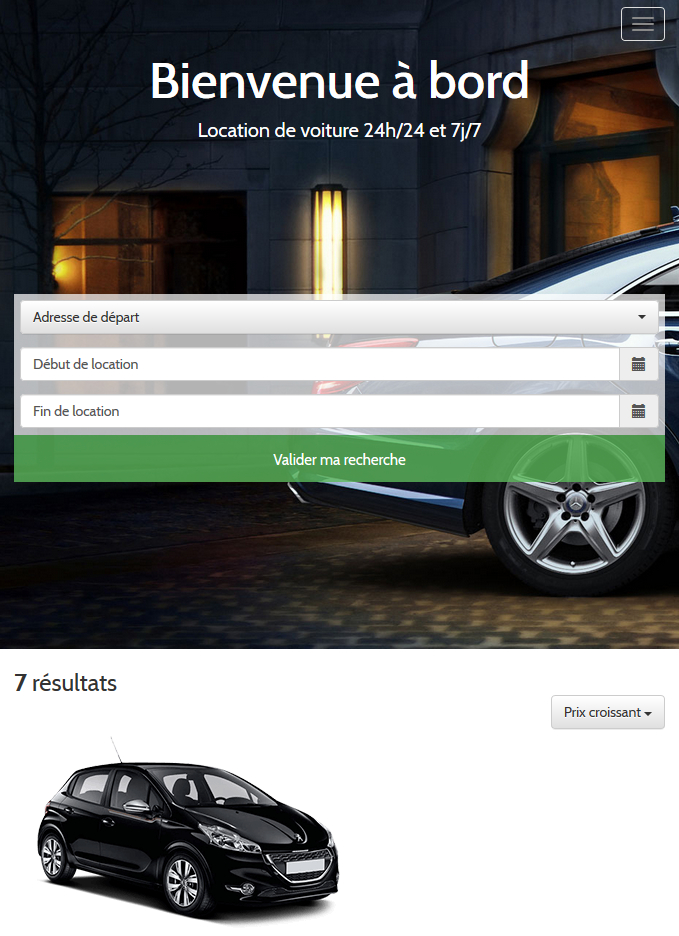 Bienvenue à bord
Location de voiture 24h/24 et 7j/7
Adresse de départ
Début de location
Fin de location
Valider ma recherche
7 résultats
Prix croissant